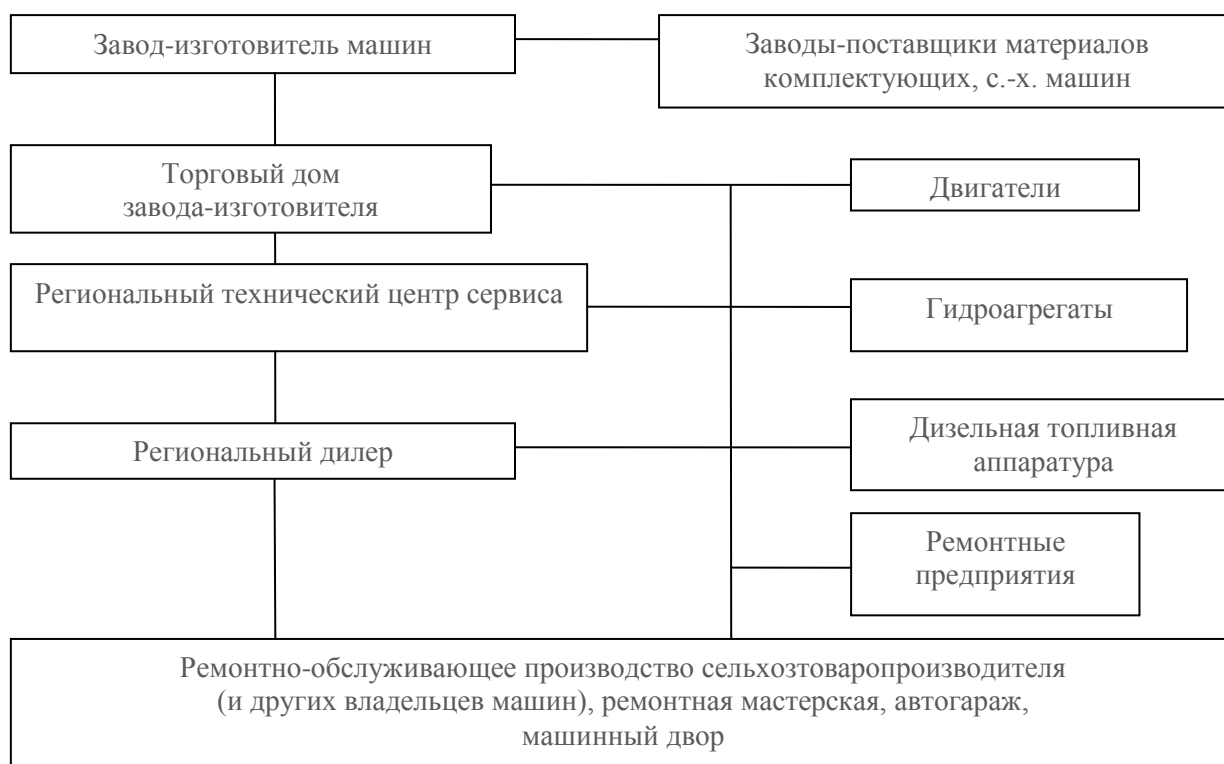 Завод-изготовитель машин
Заводы-поставщики материалов
комплектующих, с.-х. машин
Торговый дом
завода-изготовителя
Двигатели
Региональный технический центр сервиса
Гидроагрегаты
Региональный дилер
Дизельная топливная
аппаратура
Ремонтные
предприятия
Ремонтно-обслуживающее производство сельхозтоваропроизводителя
(и других владельцев машин), ремонтная мастерская, автогараж,
машинный двор